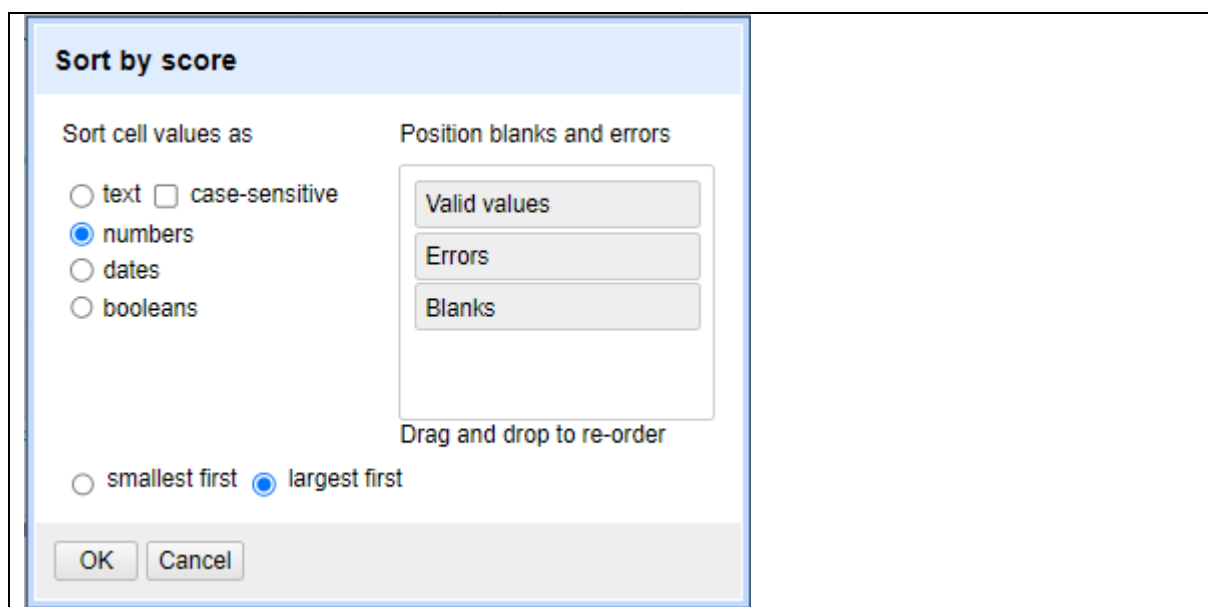 Sort by score
Sort cell values as
Position blanks and errors
text case-sensitive
numbers
dates
booleans
Valid values
Errors
Blanks
Drag and drop to re-order
smallest first largest first
OK Cancel